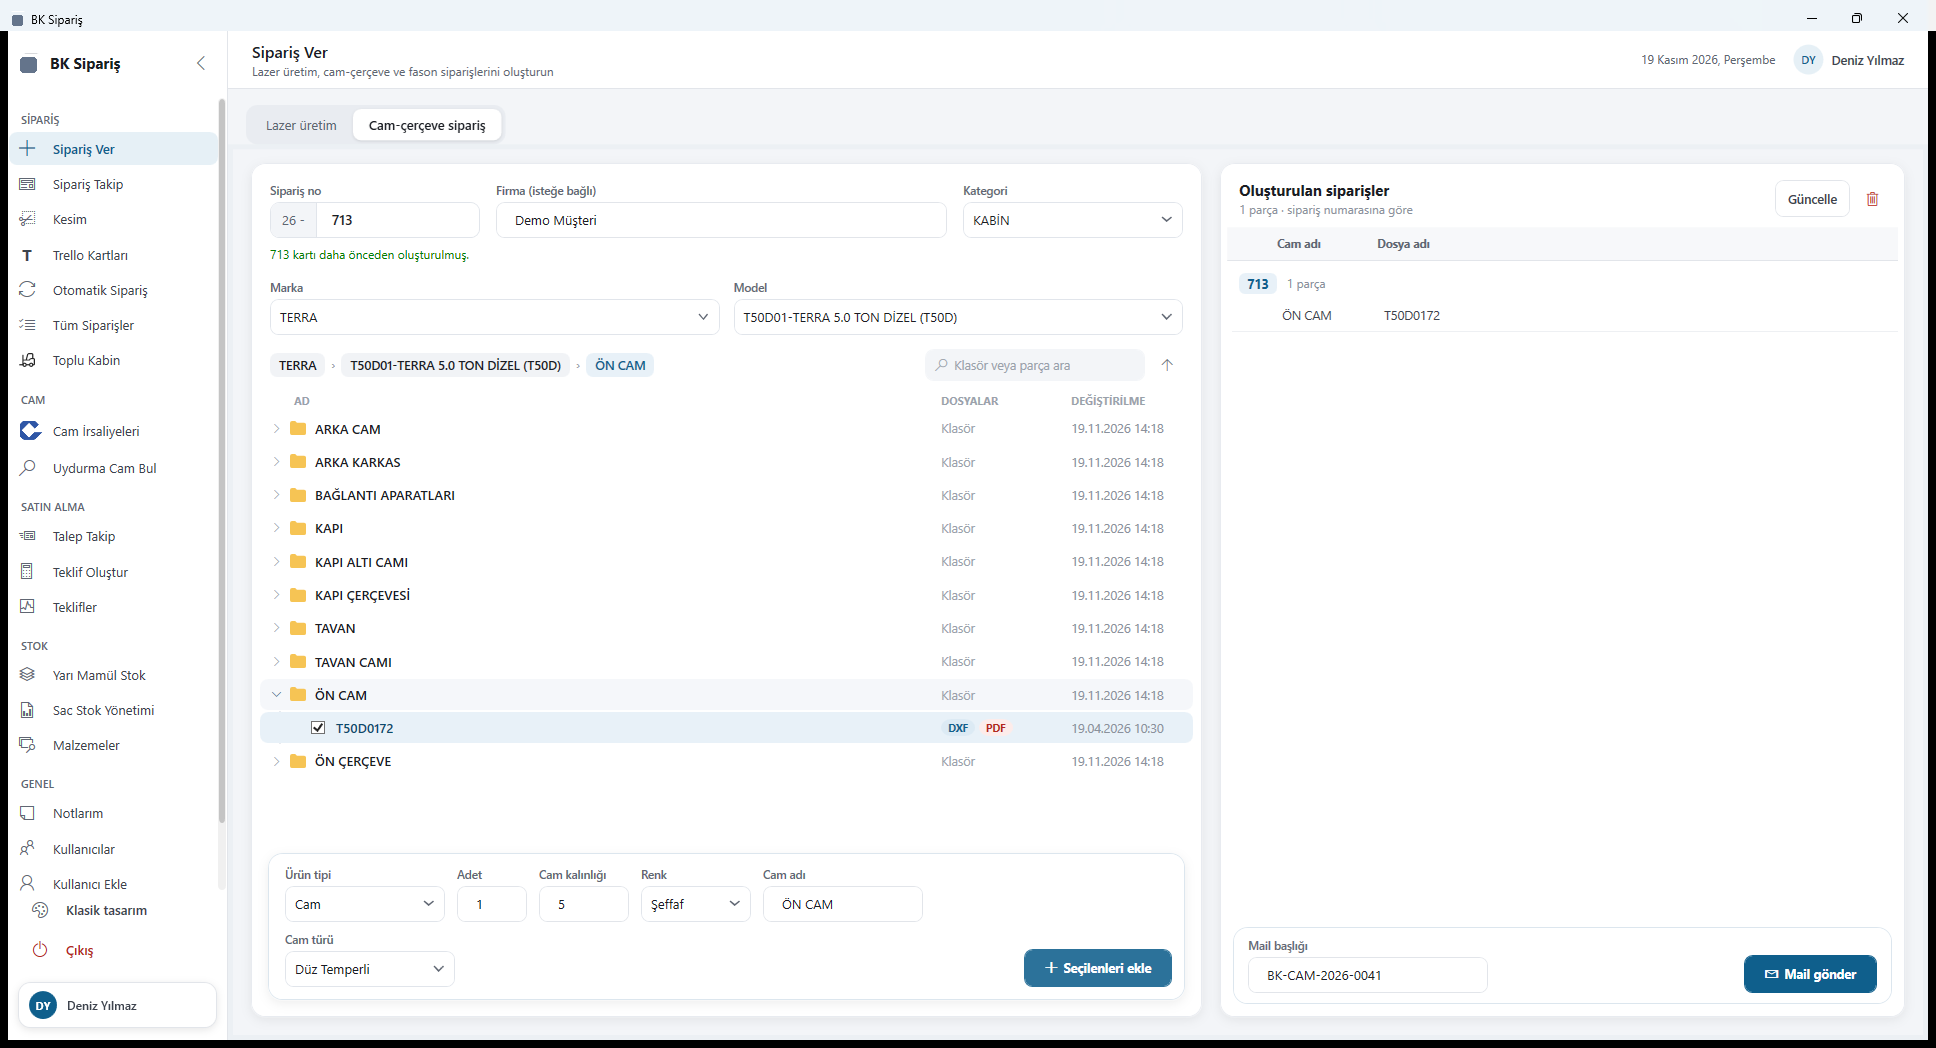 BK Sipariş
BK Sipariş
SİPARİŞ
Sipariş Ver
Sipariş Takip
Kesim
Trello Kartları
Otomatik Sipariş
Tüm Siparişler
Toplu Kabin
CAM
Cam İrsaliyeleri
Uydurma Cam Bul
SATIN ALMA
Talep Takip
Teklif Oluştur
Teklifler
STOK
Yarı Mamül Stok
Sac Stok Yönetimi
Malzemeler
GENEL
Notlarım
Kullanıcılar
Kullanıcı Ekle
Klasik tasarım
Çıkış
DY Deniz Yılmaz
Sipariş Ver
Lazer üretim, cam-çerçeve ve fason siparişlerini oluşturun
19 Kasım 2026, Perşembe DY Deniz Yılmaz
Lazer üretim Cam-çerçeve sipariş
Sipariş no Firma (isteğe bağlı) Kategori
26 - 713 Demo Müşteri KABİN
713 kartı daha önceden oluşturulmuş.
Marka Model
TERRA T50D01-TERRA 5.0 TON DİZEL (T50D)
TERRA › T50D01-TERRA 5.0 TON DİZEL (T50D) › ÖN CAM Klasör veya parça ara
AD DOSYALAR DEĞİŞTİRİLME
ARKA CAM Klasör 19.11.2026 14:18
ARKA KARKAS Klasör 19.11.2026 14:18
BAĞLANTI APARATLARI Klasör 19.11.2026 14:18
KAPI Klasör 19.11.2026 14:18
KAPI ALTI CAMI Klasör 19.11.2026 14:18
KAPI ÇERÇEVESİ Klasör 19.11.2026 14:18
TAVAN Klasör 19.11.2026 14:18
TAVAN CAMI Klasör 19.11.2026 14:18
ÖN CAM Klasör 19.11.2026 14:18
T50D0172 DXF PDF 19.04.2026 10:30
ÖN ÇERÇEVE Klasör 19.11.2026 14:18
Ürün tipi Adet Cam kalınlığı Renk Cam adı
Cam 1 5 Şeffaf ÖN CAM
Cam türü
Düz Temperli
Seçilenleri ekle
Oluşturulan siparişler
1 parça · sipariş numarasına göre
Güncelle
Cam adı Dosya adı
713 1 parça
ÖN CAM T50D0172
Mail başlığı
BK-CAM-2026-0041
Mail gönder